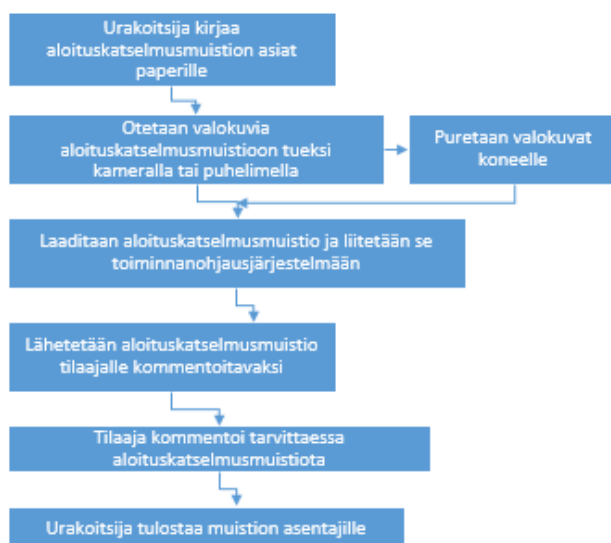 Urakoitsija kirjaa
aloituskatselmusmuistion asiat
paperille
Otetaan valokuvia
aloituskatselmusmuistioon tueksi
kameralla tai puhelimella
Puretaan valokuvat
koneelle
Laaditaan aloituskatselmusmuistio ja liitetään se
toiminnanohjausjärjestelmään
Lähetetään aloituskatselmusmuistio
tilaajalle kommentoitavaksi
Tilaaja kommentoi tarvittaessa
aloituskatselmusmuistiota
Urakoitsija tulostaa muistion asentajille